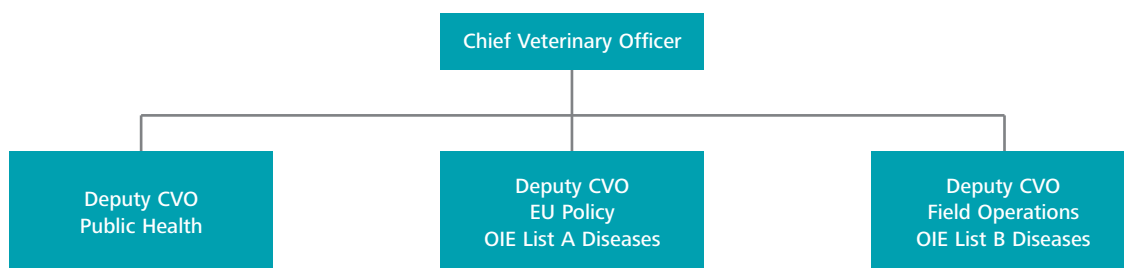 Chief Veterinary Officer
Deputy CVO
Public Health
Deputy CVO
EU Policy
OIE List A Diseases
Deputy CVO
Field Operations
OIE List B Diseases